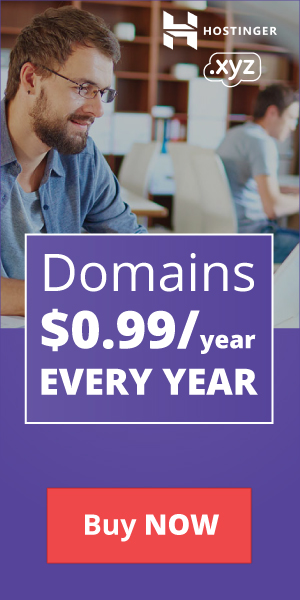 HOSTINGER
.xyz
Domains
$0.99/year
EVERY YEAR
Buy NOW